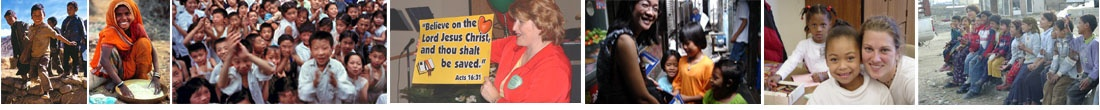 "Believe on the
Lord Jesus Christ,
and thou shalt
be saved."
Acts 16:31